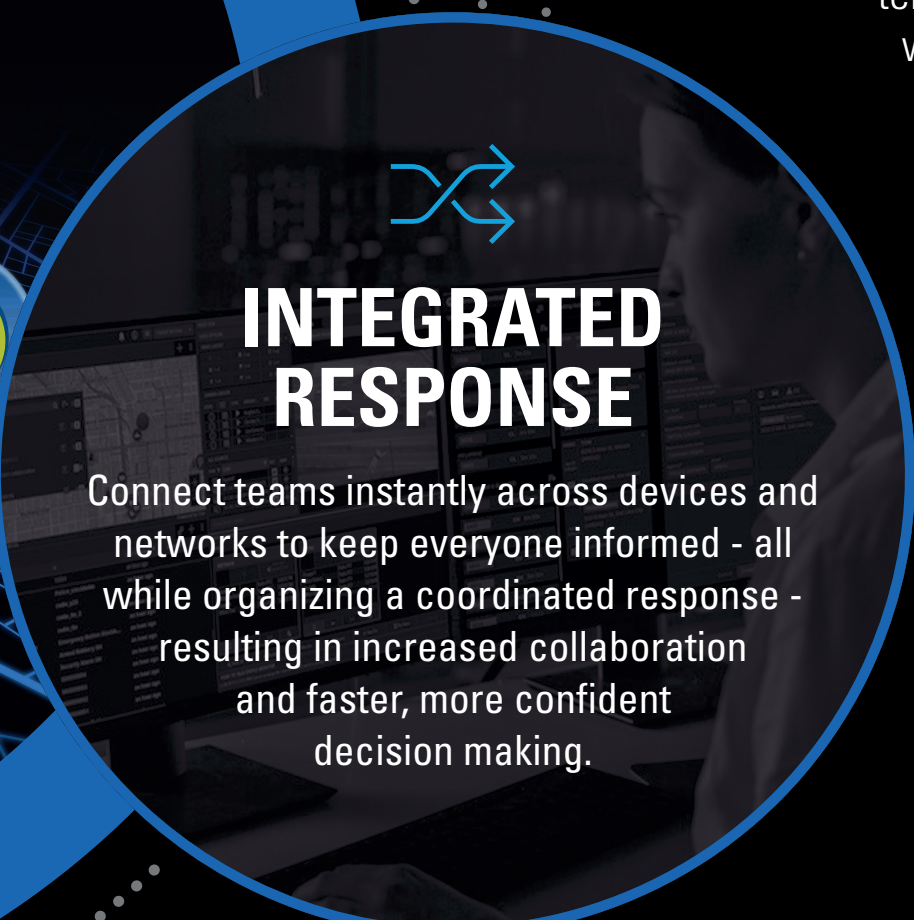 INTEGRATED
RESPONSE
Connect teams instantly across devices and
networks to keep everyone informed - all
while organizing a coordinated response -
resulting in increased collaboration
and faster, more confident
decision making.